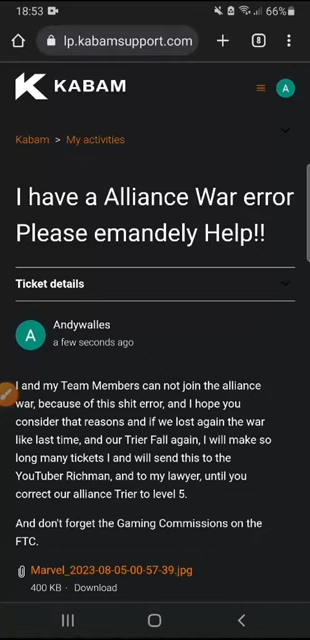 18:53 66%
lp.kabamsupport.com 8
KABAM A
Kabam > My activities
I have a Alliance War error
Please emandely Help!!
Ticket details
A Andywalles
a few seconds ago
I and my Team Members can not join the alliance
war, because of this shit error, and I hope you
consider that reasons and if we lost again the war
like last time, and our Trier Fall again, I will make so
long many tickets I and will send this to the
YouTuber Richman, and to my lawyer, until you
correct our alliance Trier to level 5.
And don't forget the Gaming Commissions on the
FTC.
Marvel_2023-08-05-00-57-39.jpg
400 KB · Download